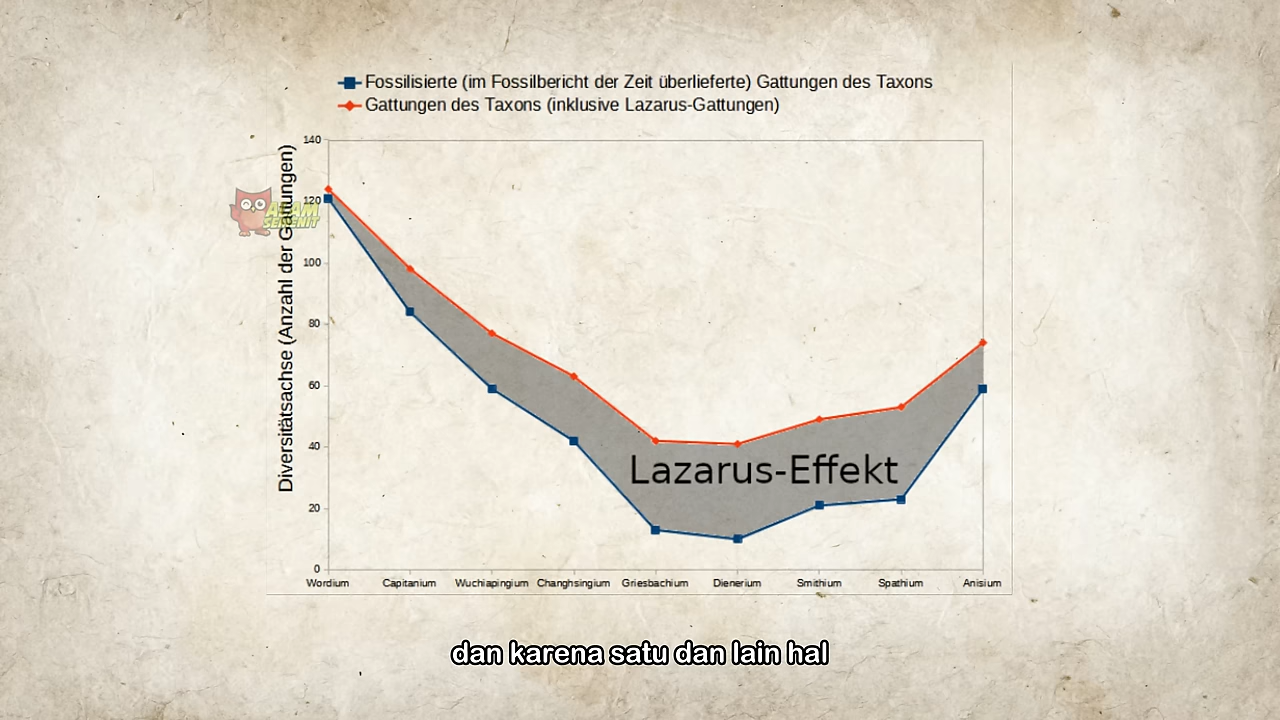 Fossilisierte (im Fossilbericht der Zeit überlieferte) Gattungen des Taxons
Gattungen des Taxons (inklusive Lazarus-Gattungen)
Diversitätsachse (Anzahl der Gattungen)
140
120
100
80
60
40
20
0
ASAM
SERENIT
Lazarus-Effekt
Wordium Capitanium Wuchiapingium Changhsingium Griesbachium Dienerium Smithium Spathium Anisium
dan karena satu dan lain hal